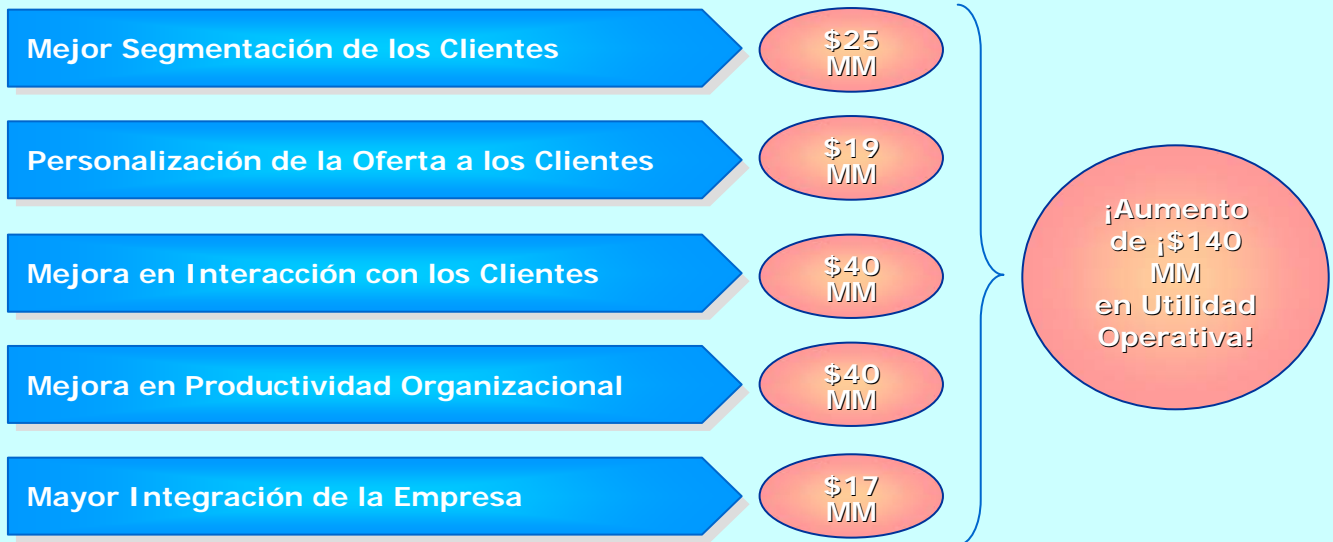 Mejor Segmentación de los Clientes
$25
MM
Personalización de la Oferta a los Clientes
$19
MM
Mejora en Interacción con los Clientes
$40
MM
Mejora en Productividad Organizacional
$40
MM
Mayor Integración de la Empresa
$17
MM
¡Aumento
de ¡$140
MM
en Utilidad
Operativa!